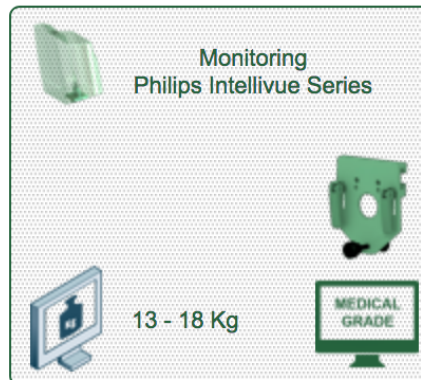 Monitoring
Philips Intellivue Series
13 - 18 Kg
MEDICAL
GRADE